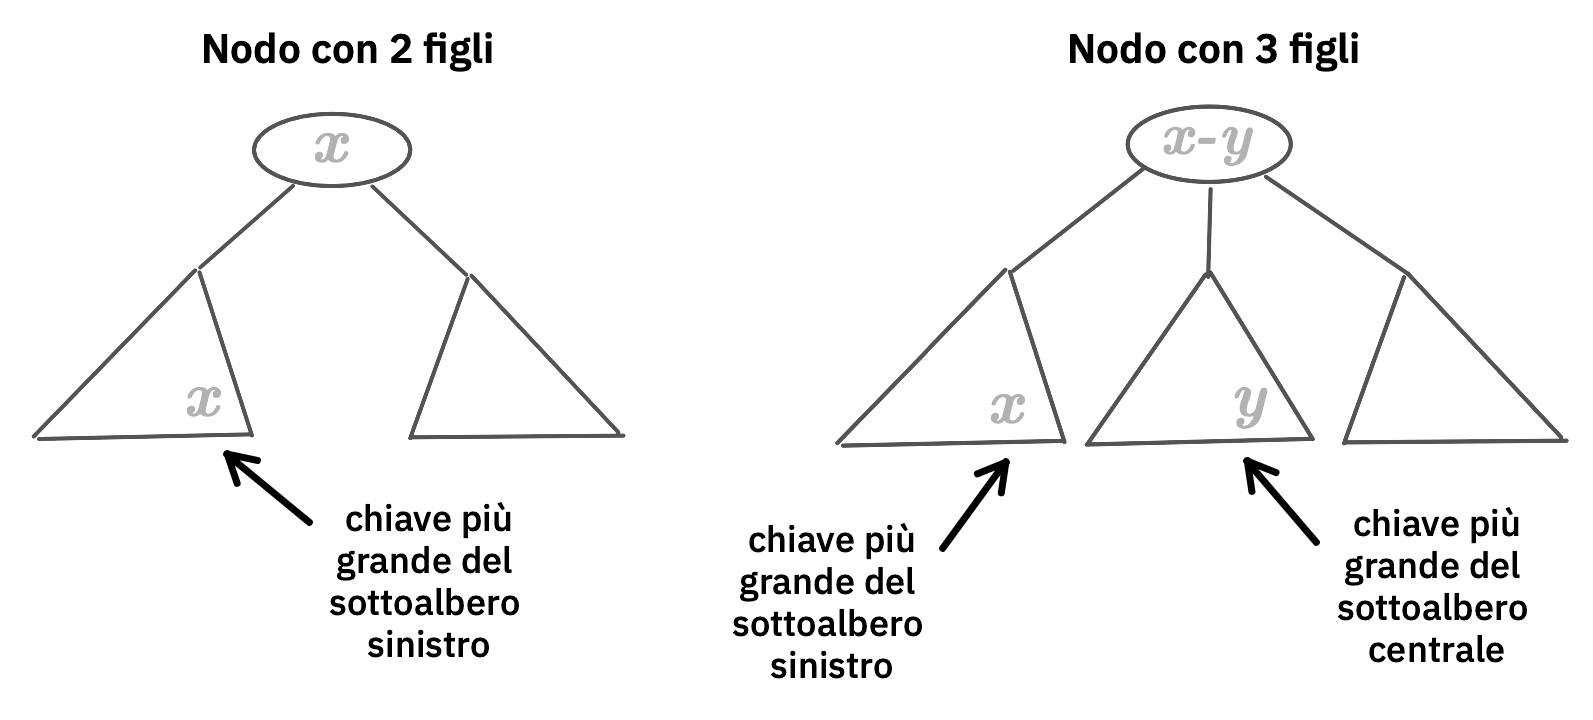 Nodo con 2 figli
x
x
chiave più
grande del
sottoalbero
sinistro
Nodo con 3 figli
x-y
x
y
chiave più
grande del
sottoalbero
sinistro
chiave più
grande del
sottoalbero
centrale